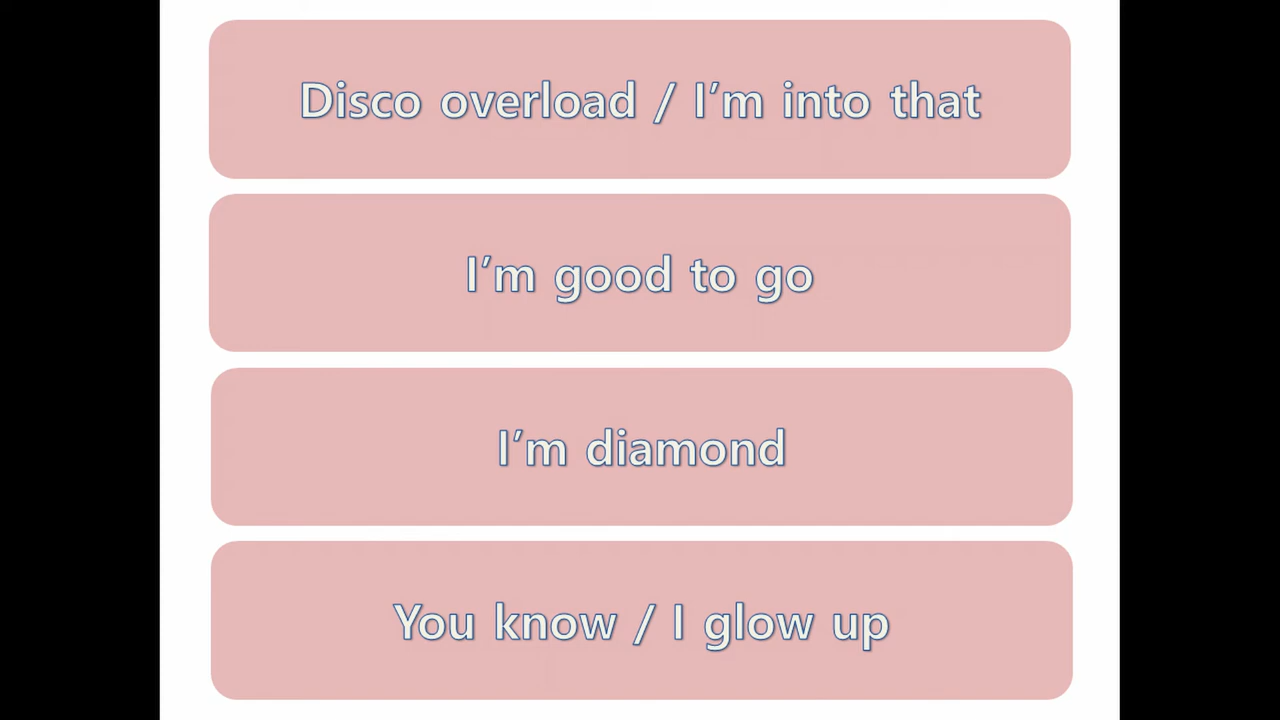 Disco overload / I’m into that
I’m good to go
I’m diamond
You know / I glow up